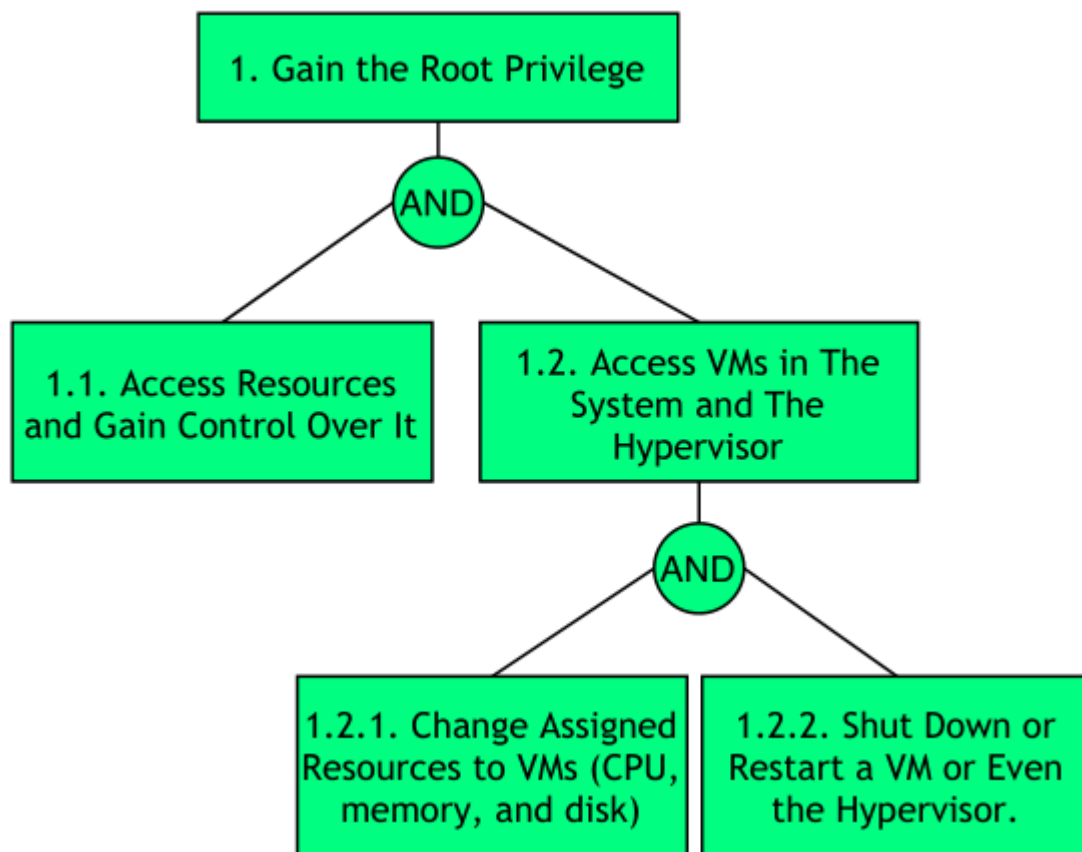 1. Gain the Root Privilege
AND
1.1. Access Resources
and Gain Control Over It
1.2. Access VMs in The
System and The
Hypervisor
AND
1.2.1. Change Assigned
Resources to VMs (CPU,
memory, and disk)
1.2.2. Shut Down or
Restart a VM or Even
the Hypervisor.